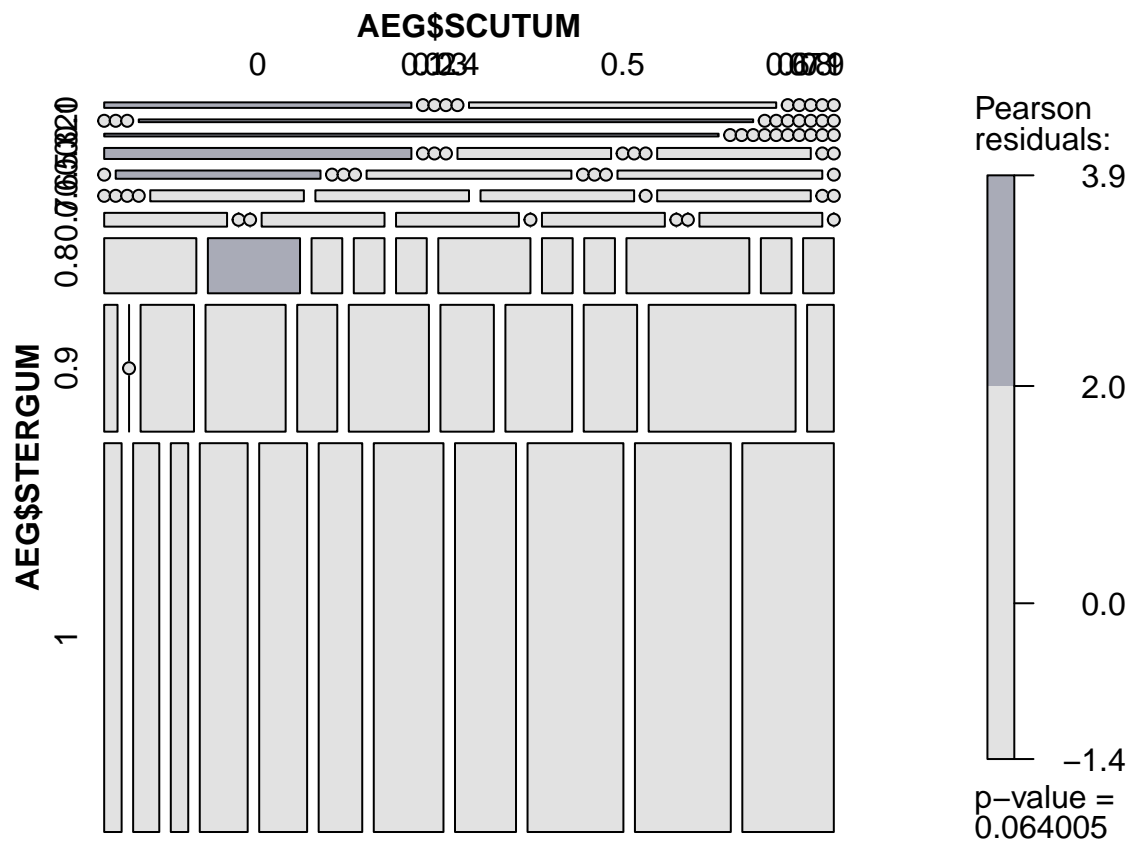 AEG$SCUTUM
0 0.5
Pearson
residuals:
3.9
2.0
0.0
−1.4
p−value =
0.064005
AEG$STERGUM
0.8
0.9
1